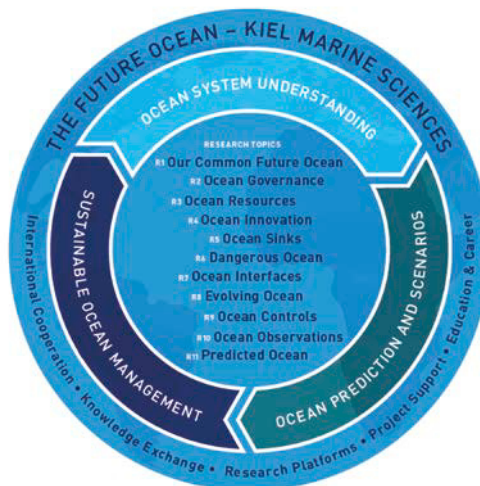 THE FUTURE OCEAN – KIEL MARINE SCIENCES
OCEAN SYSTEM UNDERSTANDING
RESEARCH TOPICS
R1 Our Common Future Ocean
R2 Ocean Governance
R3 Ocean Resources
R4 Ocean Innovation
R5 Ocean Sinks
R6 Dangerous Ocean
R7 Ocean Interfaces
R8 Evolving Ocean
R9 Ocean Controls
R10 Ocean Observations
R11 Predicted Ocean
SUSTAINABLE OCEAN MANAGEMENT
OCEAN PREDICTION AND SCENARIOS
International Cooperation • Knowledge Exchange • Research Platforms • Project Support • Education & Career